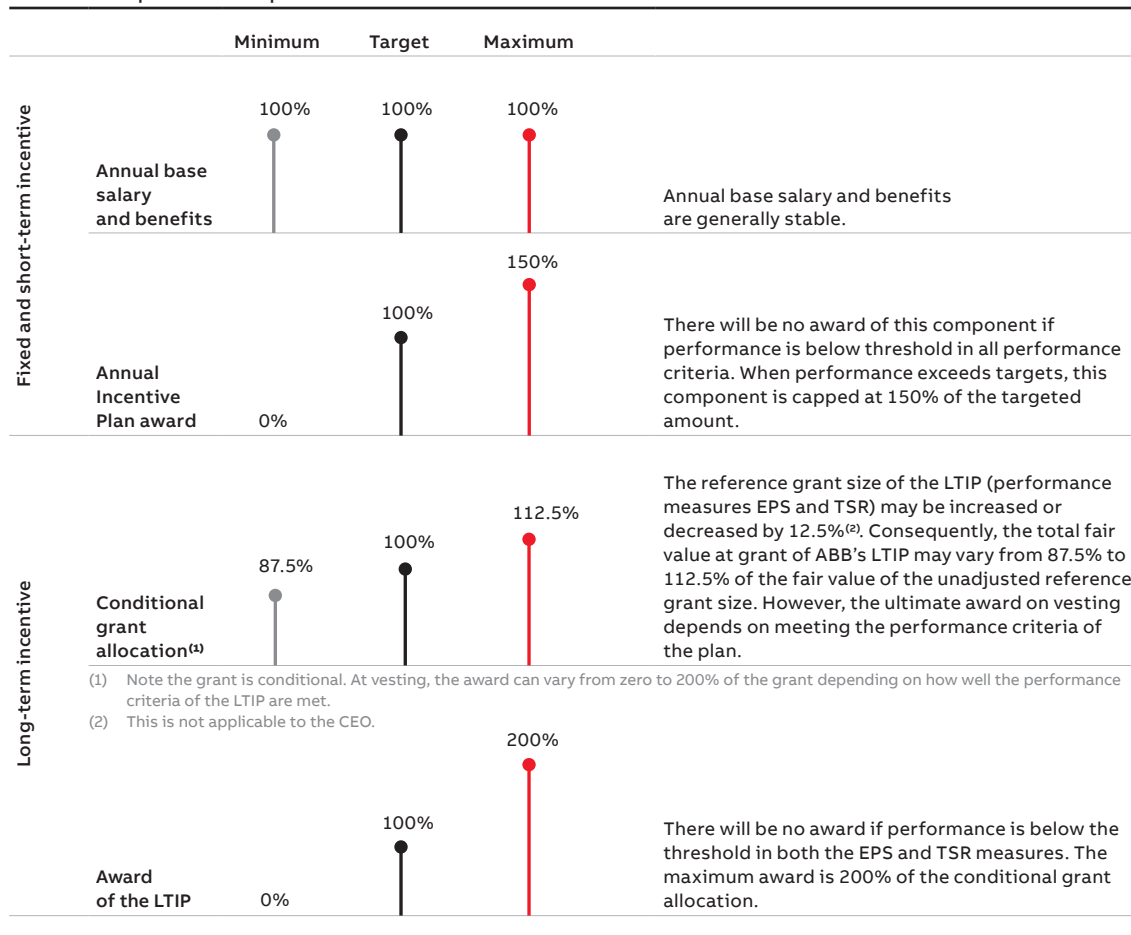 Minimum Target Maximum
Fixed and short-term incentive
100% 100% 100%
Annual base
salary
and benefits
Annual base salary and benefits
are generally stable.
150%
100%
0%
Annual
Incentive
Plan award
There will be no award of this component if
performance is below threshold in all performance
criteria. When performance exceeds targets, this
component is capped at 150% of the targeted
amount.
Long-term incentive
112.5%
100%
87.5%
Conditional
grant
allocation(1)
The reference grant size of the LTIP (performance
measures EPS and TSR) may be increased or
decreased by 12.5%(2). Consequently, the total fair
value at grant of ABB’s LTIP may vary from 87.5% to
112.5% of the fair value of the unadjusted reference
grant size. However, the ultimate award on vesting
depends on meeting the performance criteria of
the plan.
(1) Note the grant is conditional. At vesting, the award can vary from zero to 200% of the grant depending on how well the performance
criteria of the LTIP are met.
(2) This is not applicable to the CEO.
200%
100%
0%
Award
of the LTIP
There will be no award if performance is below the
threshold in both the EPS and TSR measures. The
maximum award is 200% of the conditional grant
allocation.